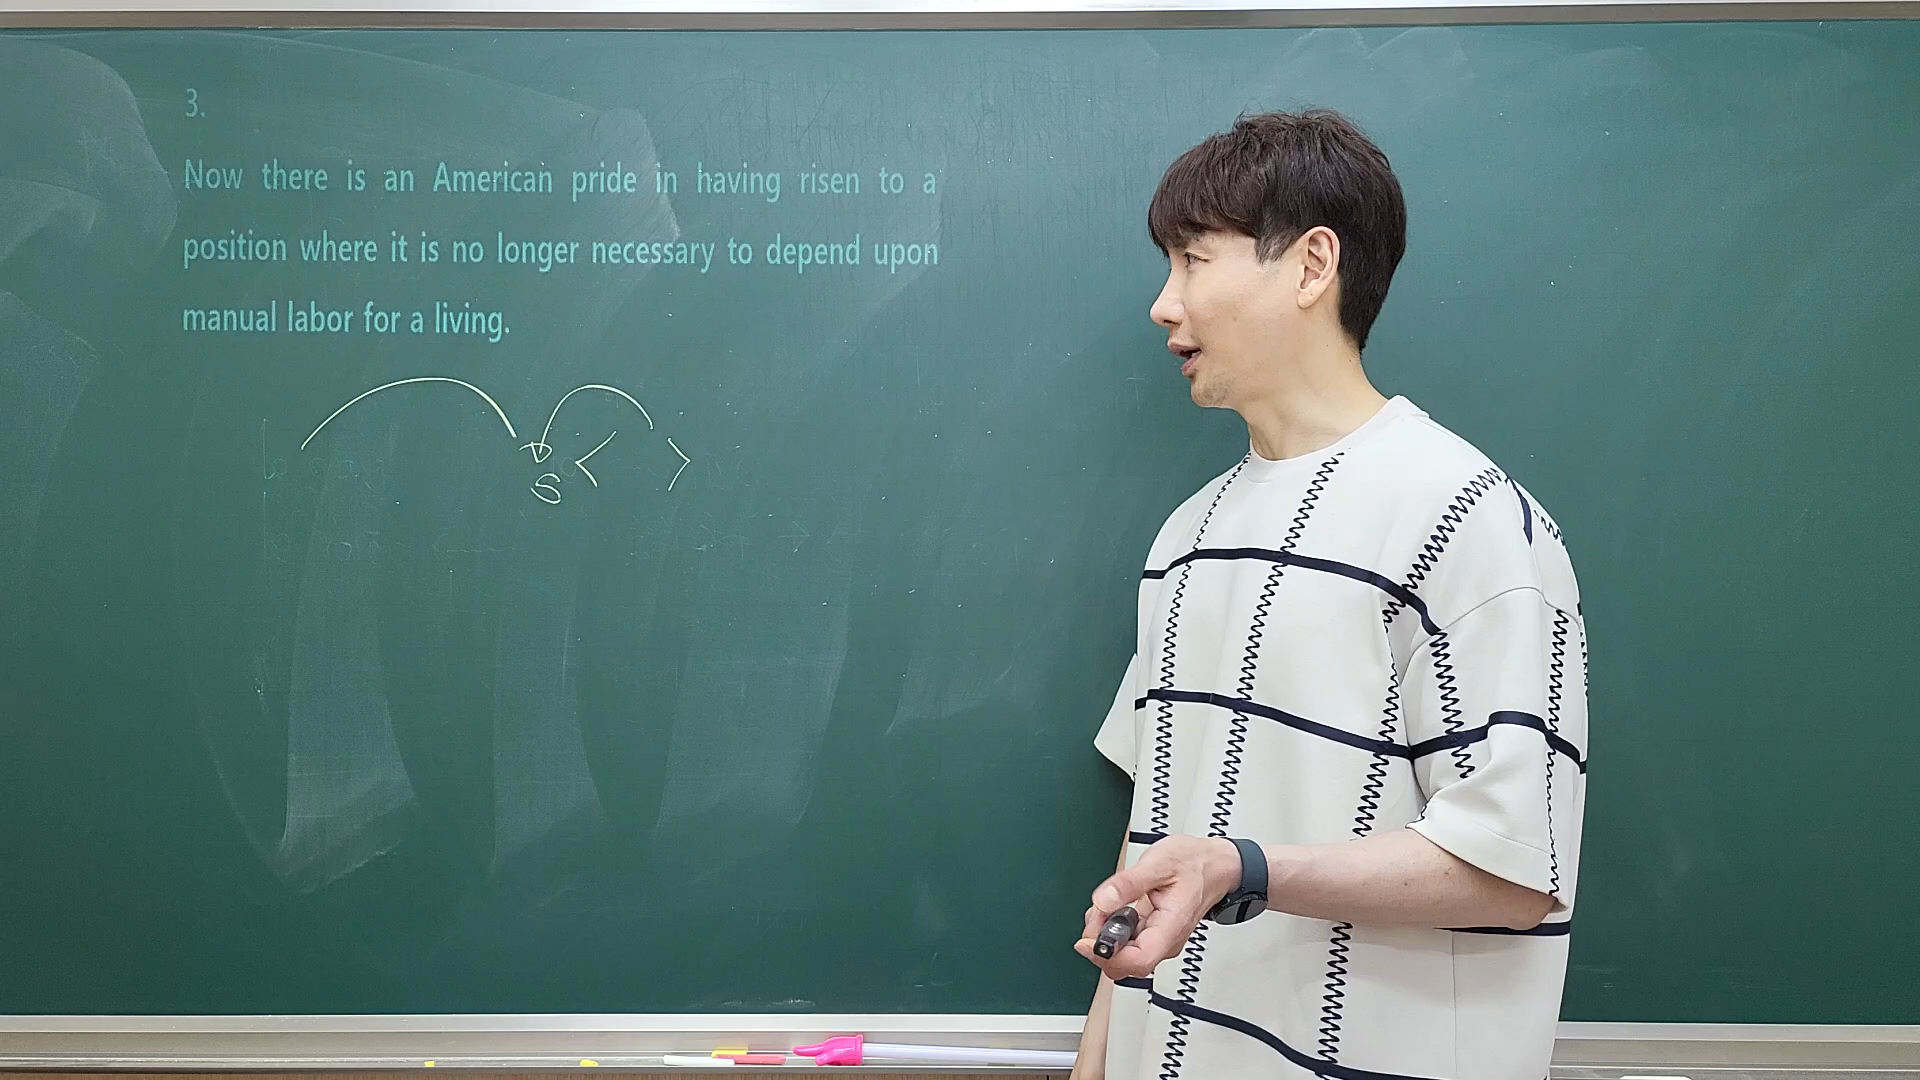 3.
Now there is an American pride in having risen to a
position where it is no longer necessary to depend upon
manual labor for a living.
S < >